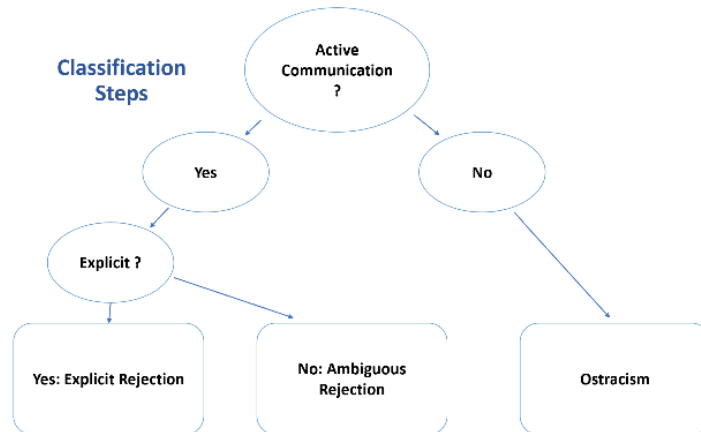 Classification
Steps
Active
Communication
?
Yes
No
Explicit ?
Yes: Explicit Rejection
No: Ambiguous
Rejection
Ostracism